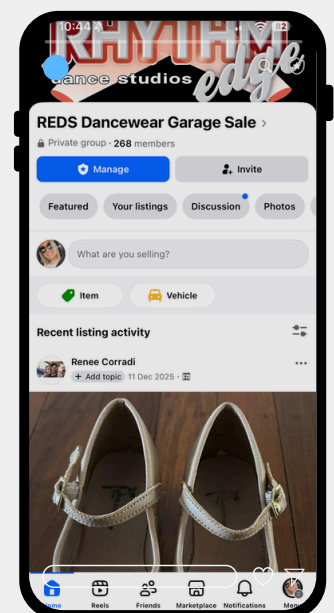 10:44
RHYTHM
edge
dance studios
REDS Dancewear Garage Sale
Private group · 268 members
Manage
Invite
Featured
Your listings
Discussion
Photos
What are you selling?
Item
Vehicle
Recent listing activity
Renee Corradi
+ Add topic 11 Dec 2025 ·
Home
Reels
Friends
Marketplace
Notifications
Menu